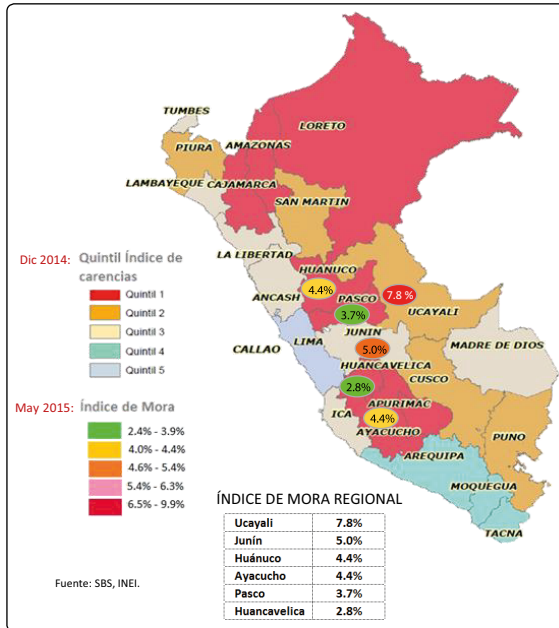 TUMBES
LORETO
PIURA
AMAZONAS
LAMBAYEQUE
CAJAMARCA
SAN MARTIN
LA LIBERTAD
HUANUCO
4.4%
7.8 %
ANCASH
PASCO
3.7%
UCAYALI
JUNIN
LIMA
5.0%
MADRE DE DIOS
CALLAO
HUANCAVELICA
CUSCO
2.8%
APURIMAC
ICA
4.4%
AYACUCHO
PUNO
AREQUIPA
MOQUEGUA
TACNA
Dic 2014:
Quintil Índice de
carencias
Quintil 1
Quintil 2
Quintil 3
Quintil 4
Quintil 5
May 2015:
Índice de Mora
2.4% - 3.9%
4.0% - 4.4%
4.6% - 5.4%
5.4% - 6.3%
6.5% - 9.9%
ÍNDICE DE MORA REGIONAL
Ucayali 7.8%
Junín 5.0%
Huánuco 4.4%
Ayacucho 4.4%
Pasco 3.7%
Huancavelica 2.8%
Fuente: SBS, INEI.